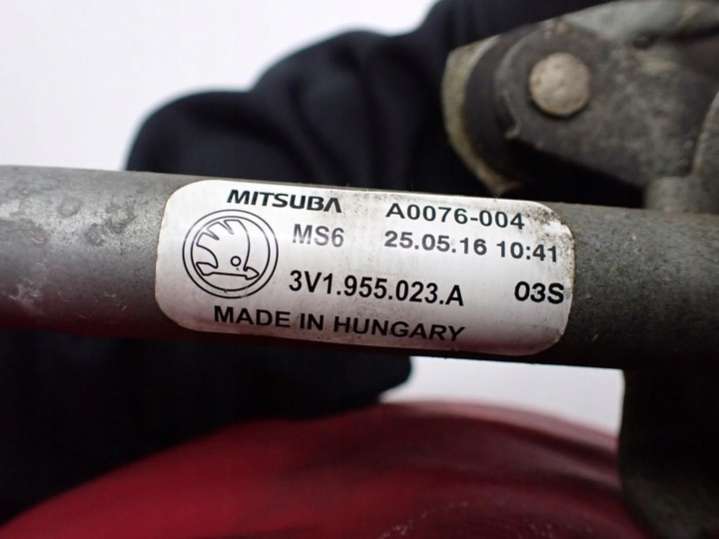 MITSUBA A0076-004
MS6 25.05.16 10:41
3V1.955.023.A 03S
MADE IN HUNGARY